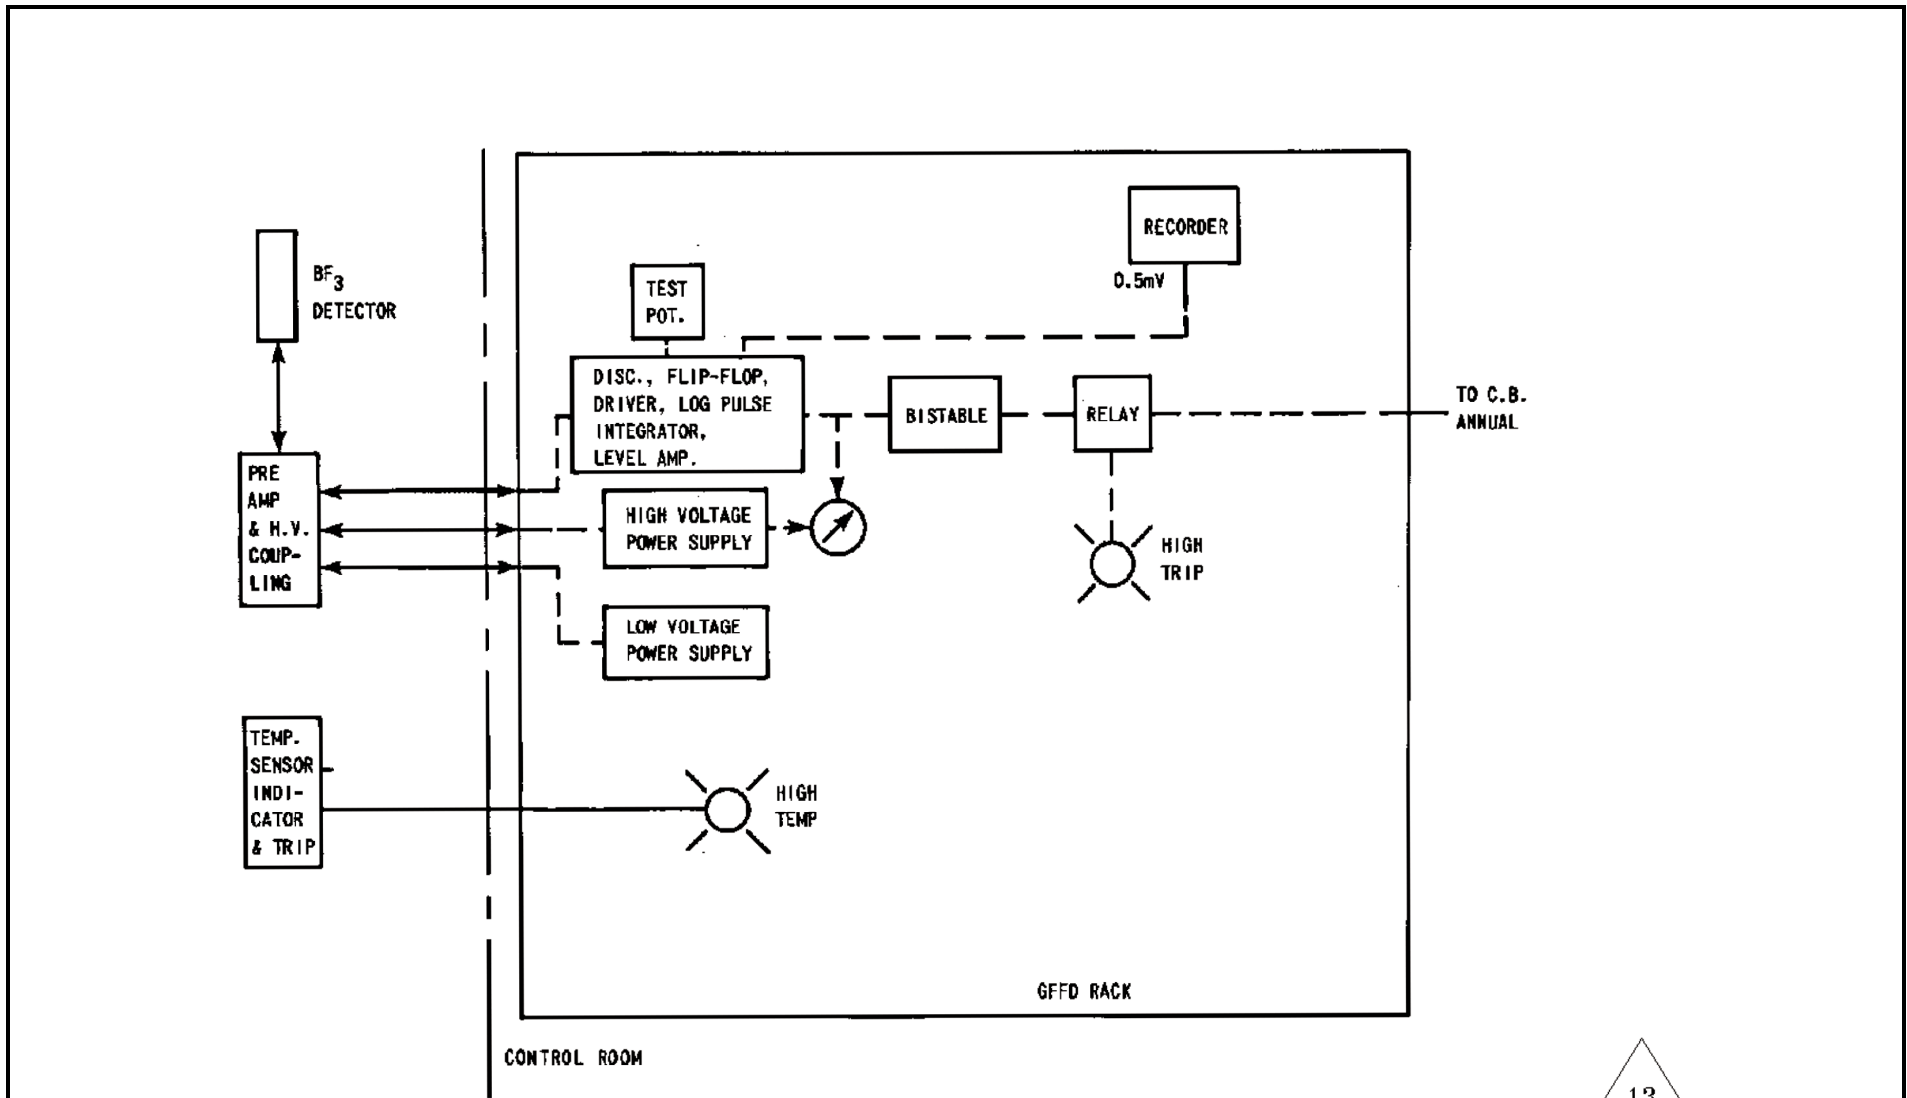 RECORDER
0.5mV
BF3
DETECTOR
TEST
POT.
DISC., FLIP-FLOP,
DRIVER, LOG PULSE
INTEGRATOR,
LEVEL AMP.
BISTABLE
RELAY
TO C.B.
ANNUAL
PRE
AMP
& H.V.
COUP-
LING
HIGH VOLTAGE
POWER SUPPLY
HIGH
TRIP
LOW VOLTAGE
POWER SUPPLY
TEMP.
SENSOR
INDI-
CATOR
& TRIP
HIGH
TEMP
GFFD RACK
CONTROL ROOM
13